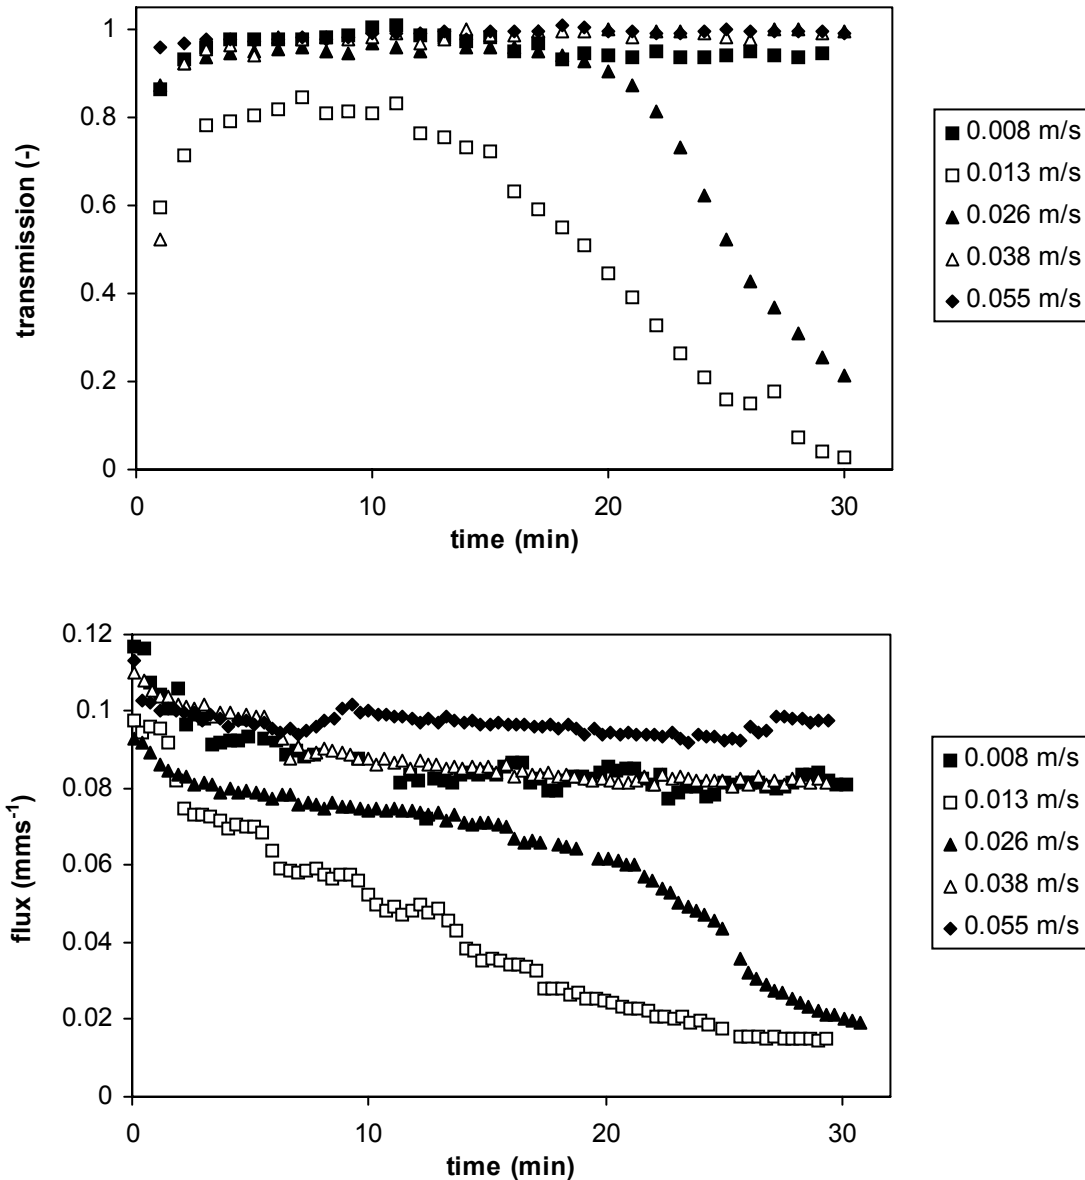 1
0.8
0.6
0.4
0.2
0
transmission (-)
0 10 20 30
time (min)
0.008 m/s
0.013 m/s
0.026 m/s
0.038 m/s
0.055 m/s
0.12
0.1
0.08
0.06
0.04
0.02
0
flux (mms⁻¹)
0 10 20 30
time (min)
0.008 m/s
0.013 m/s
0.026 m/s
0.038 m/s
0.055 m/s